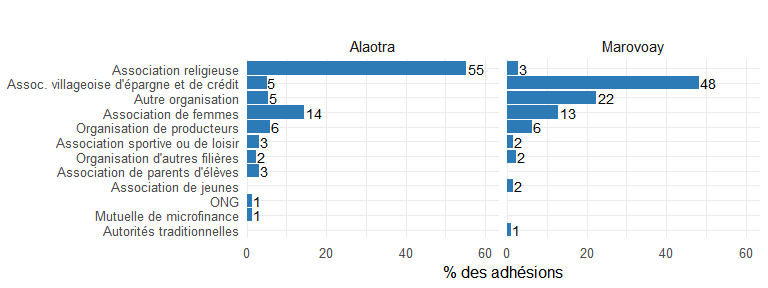 Alaotra Marovoay
Association religieuse 55 3
Assoc. villageoise d'épargne et de crédit 5 48
Autre organisation 5 22
Association de femmes 14 13
Organisation de producteurs 6 6
Association sportive ou de loisir 3 2
Organisation d'autres filières 2 2
Association de parents d'élèves 3
Association de jeunes 2
ONG 1
Mutuelle de microfinance 1
Autorités traditionnelles 1
0 20 40 60 0 20 40 60
% des adhésions